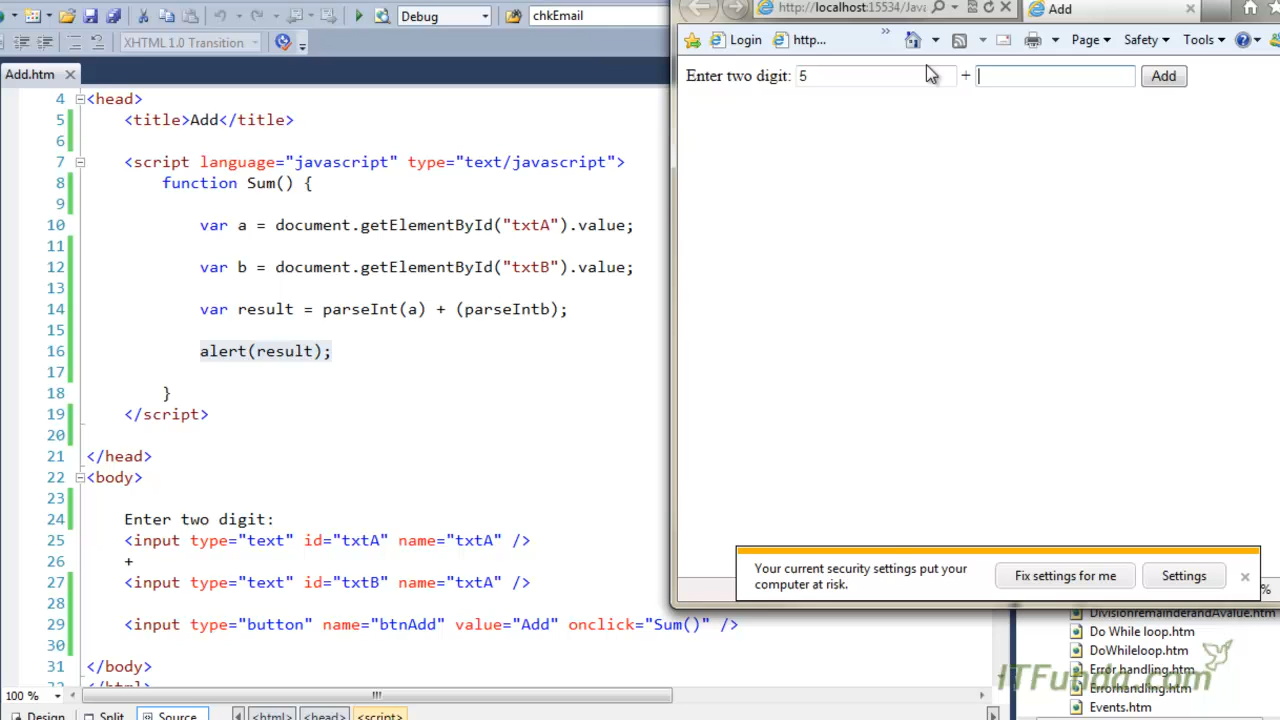 Debug
chkEmail
XHTML 1.0 Transition
Add.htm
4 <head>
5 <title>Add</title>
6
7 <script language="javascript" type="text/javascript">
8 function Sum() {
9
10 var a = document.getElementById("txtA").value;
11
12 var b = document.getElementById("txtB").value;
13
14 var result = parseInt(a) + (parseIntb);
15
16 alert(result);
17
18 }
19 </script>
20
21 </head>
22 <body>
23
24 Enter two digit:
25 <input type="text" id="txtA" name="txtA" />
26 +
27 <input type="text" id="txtB" name="txtA" />
28
29 <input type="button" name="btnAdd" value="Add" onclick="Sum()" />
30
31 </body>
100 %
Design Split Source <html> <head> <script>
http://localhost:15534/Java
Add
Login http... Page Safety Tools
Enter two digit: 5 + Add
Your current security settings put your
computer at risk.
Fix settings for me Settings
%
DivisionremainderandAvalue.htm
Do While loop.htm
DoWhileloop.htm
Error handling.htm
Errorhandling.htm
Events.htm
ITFunda.com